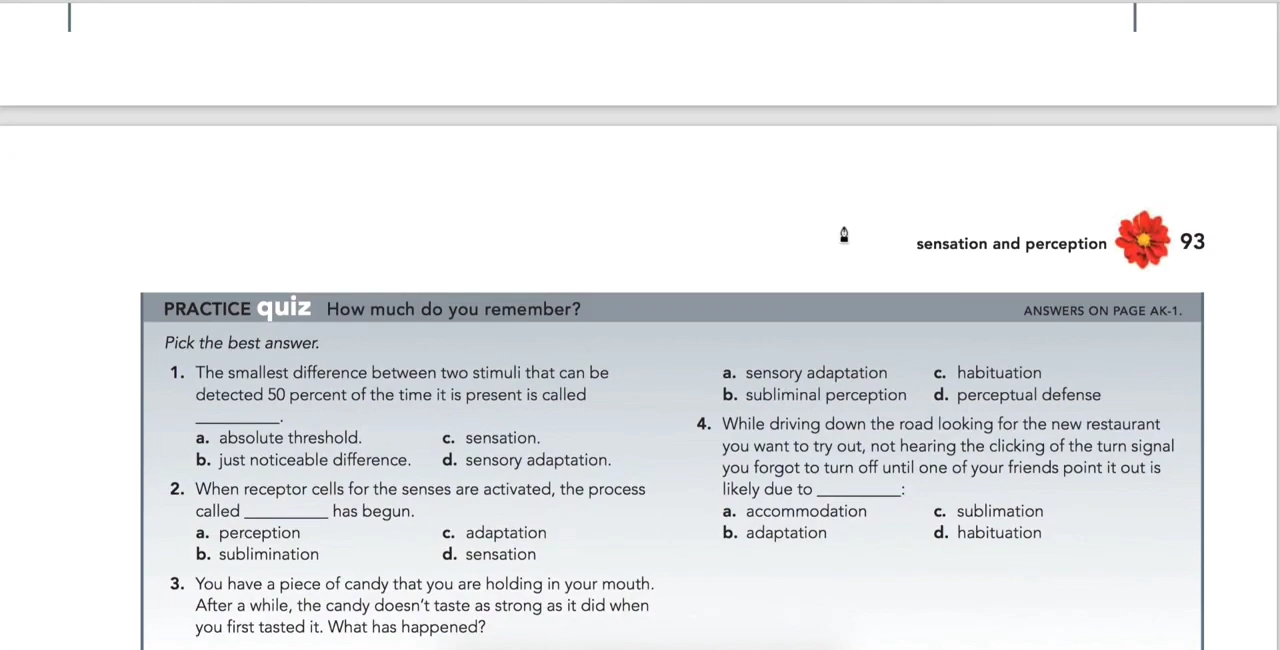 sensation and perception 93
PRACTICE quiz How much do you remember? ANSWERS ON PAGE AK-1.
Pick the best answer.
1. The smallest difference between two stimuli that can be
detected 50 percent of the time it is present is called
__________.
a. absolute threshold. c. sensation.
b. just noticeable difference. d. sensory adaptation.
2. When receptor cells for the senses are activated, the process
called __________ has begun.
a. perception c. adaptation
b. sublimination d. sensation
3. You have a piece of candy that you are holding in your mouth.
After a while, the candy doesn't taste as strong as it did when
you first tasted it. What has happened?
a. sensory adaptation c. habituation
b. subliminal perception d. perceptual defense
4. While driving down the road looking for the new restaurant
you want to try out, not hearing the clicking of the turn signal
you forgot to turn off until one of your friends point it out is
likely due to __________:
a. accommodation c. sublimation
b. adaptation d. habituation